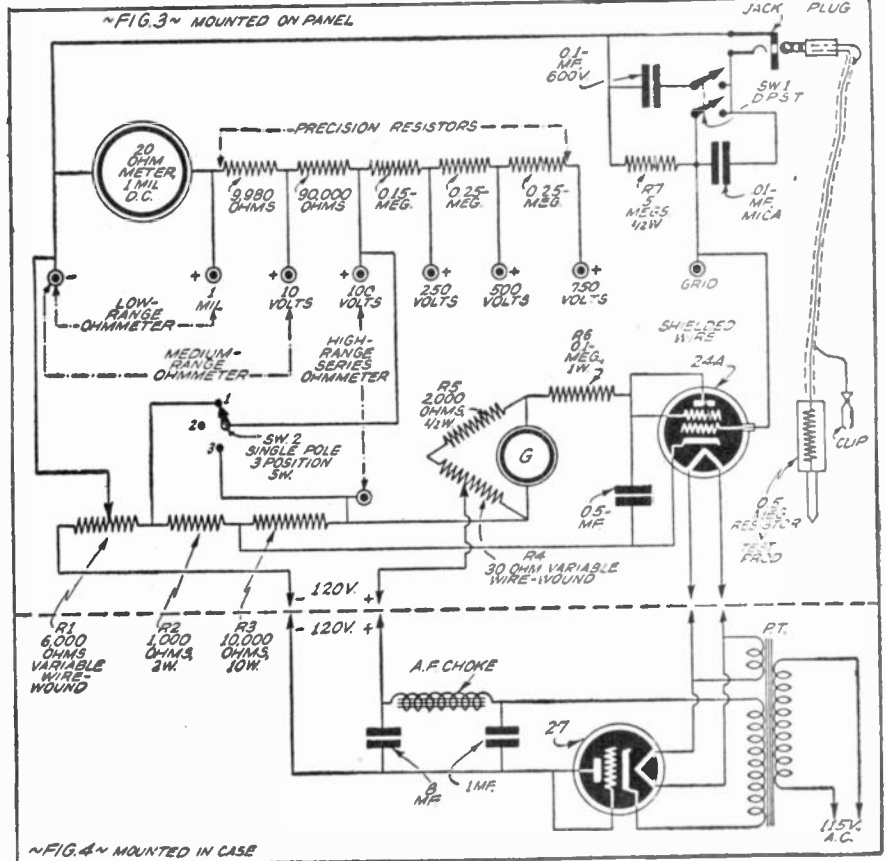 ~FIG.3~ MOUNTED ON PANEL
JACK PLUG
0.1-
MF.
600V.
SW.1
D.P.S.T.
PRECISION RESISTORS
20
OHM
METER,
1 MIL
D.C.
9,980
OHMS
90,000
OHMS
0.15-
MEG.
0.25-
MEG.
0.25-
MEG.
R7
5
MEGS.
1/2W
.01-
MF.
MICA
-
+
1
MIL
+
10
VOLTS
+
100
VOLTS
+
250
VOLTS
+
500
VOLTS
+
750
VOLTS
GRID
LOW-
RANGE
OHMMETER
MEDIUM-
RANGE
OHMMETER
HIGH-
RANGE
SERIES
OHMMETER
SHIELDED
WIRE
24A
R6
0.1-
MEG.,
1W.
R5
2,000
OHMS,
1/2W
G
1
2
3
SW.2
SINGLE POLE
3 POSITION
SW.
0.5-
MF.
CLIP
0.5-
MEG.
RESISTOR
TEST
PROD
R4
30 OHM VARIABLE
WIRE-WOUND
- 120V. +
- 120V. +
R1
6,000
OHMS
VARIABLE
WIRE-
WOUND
R2
1,000
OHMS,
2W.
R3
10,000
OHMS,
10W.
P.T.
A.F. CHOKE
8
MF.
1 MF.
27
115V.
A.C.
~FIG.4~ MOUNTED IN CASE